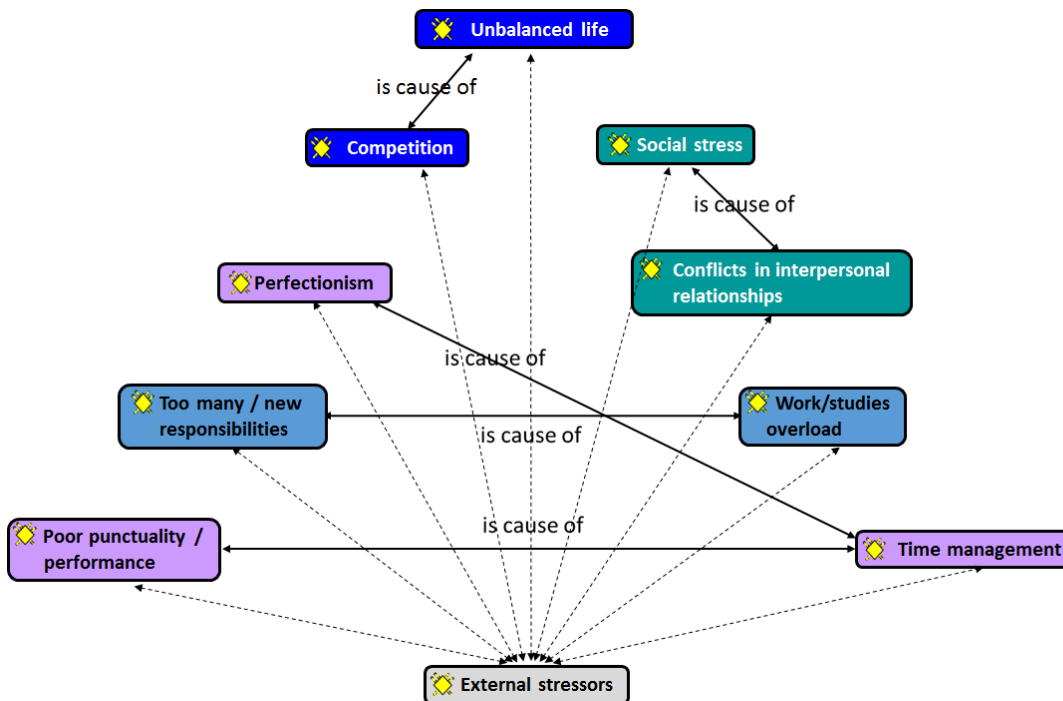 Unbalanced life
is cause of
Competition
Social stress
is cause of
Conflicts in interpersonal
relationships
Perfectionism
is cause of
Too many / new
responsibilities
Work/studies
overload
is cause of
Poor punctuality /
performance
is cause of
Time management
External stressors